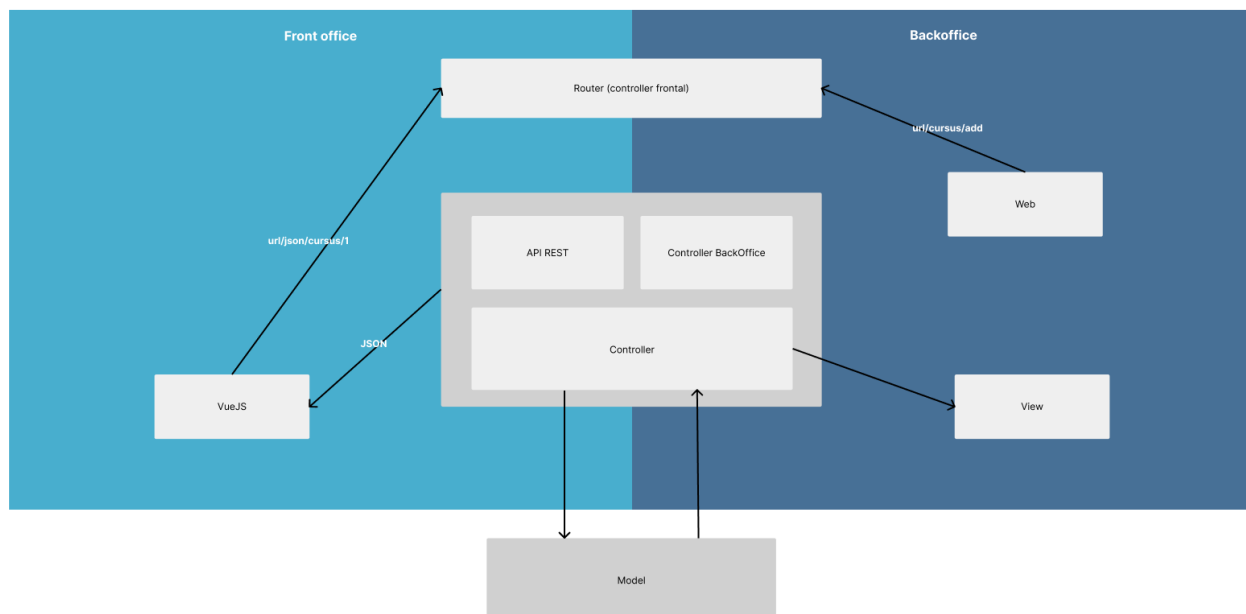 Front office
Backoffice
Router (controller frontal)
url/cursus/add
Web
url/json/cursus/1
API REST
Controller BackOffice
JSON
Controller
VueJS
View
Model